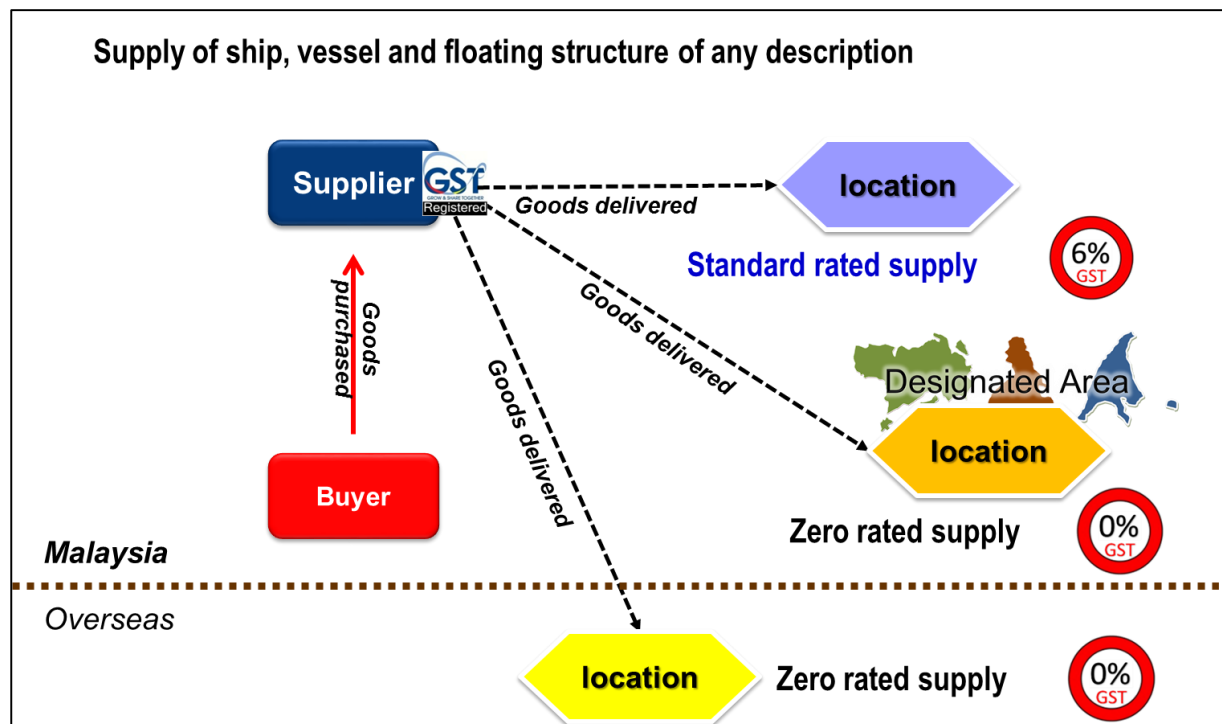 Supply of ship, vessel and floating structure of any description
Supplier
GST
GROW & SHARE TOGETHER
Registered
Goods delivered
location
Standard rated supply
6%
GST
Goods
purchased
Goods delivered
Goods delivered
Designated Area
location
Buyer
Zero rated supply
0%
GST
Malaysia
Overseas
location
Zero rated supply
0%
GST